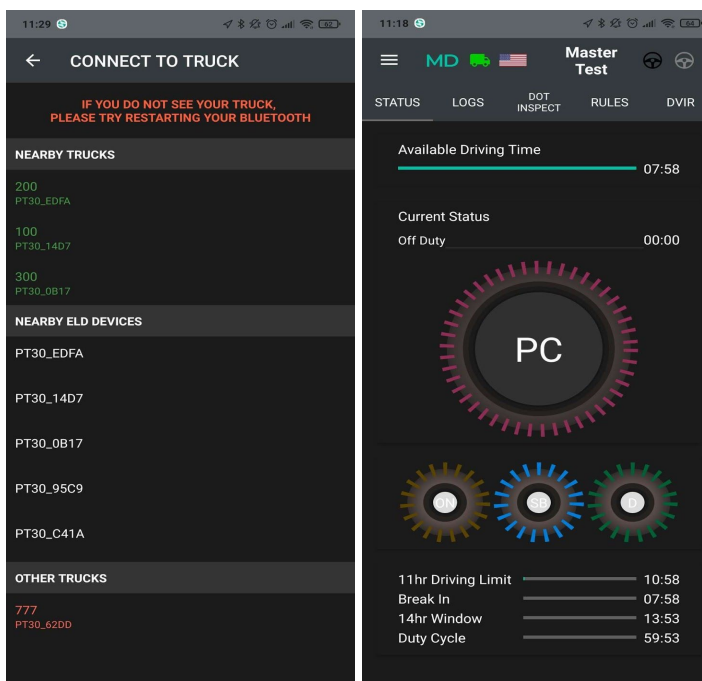 11:29
62
CONNECT TO TRUCK
IF YOU DO NOT SEE YOUR TRUCK,
PLEASE TRY RESTARTING YOUR BLUETOOTH
NEARBY TRUCKS
200
PT30_EDFA
100
PT30_14D7
300
PT30_0B17
NEARBY ELD DEVICES
PT30_EDFA
PT30_14D7
PT30_0B17
PT30_95C9
PT30_C41A
OTHER TRUCKS
777
PT30_62DD
11:18
64
MD
Master
Test
STATUS LOGS DOT
INSPECT RULES DVIR
Available Driving Time
07:58
Current Status
Off Duty 00:00
PC
ON SB D
11hr Driving Limit 10:58
Break In 07:58
14hr Window 13:53
Duty Cycle 59:53